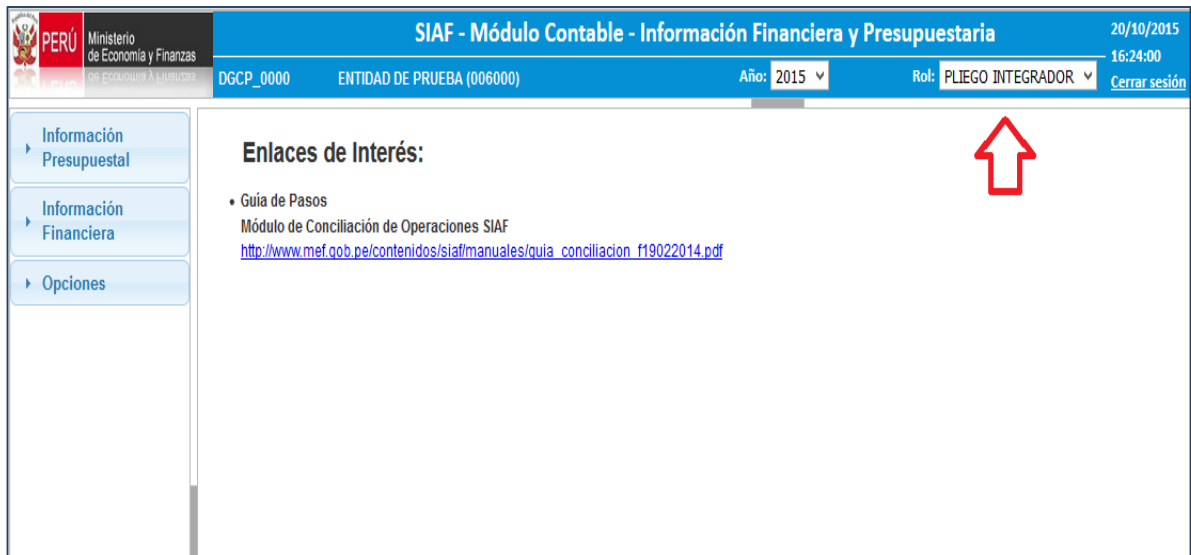 PERÚ
Ministerio
de Economía y Finanzas
SIAF - Módulo Contable - Información Financiera y Presupuestaria
20/10/2015
16:24:00
DGCP_0000
ENTIDAD DE PRUEBA (006000)
Año: 2015
Rol: PLIEGO INTEGRADOR
Cerrar sesión
Información
Presupuestal
Información
Financiera
Opciones
Enlaces de Interés:
• Guía de Pasos
Módulo de Conciliación de Operaciones SIAF
http://www.mef.gob.pe/contenidos/siaf/manuales/guia_conciliacion_f19022014.pdf